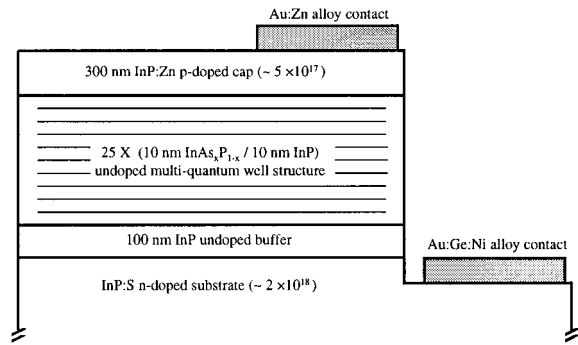 Au:Zn alloy contact
300 nm InP:Zn p-doped cap (~ 5 ×10¹⁷)
25 X (10 nm InAsₓP₁₋ₓ / 10 nm InP)
undoped multi-quantum well structure
100 nm InP undoped buffer
Au:Ge:Ni alloy contact
InP:S n-doped substrate (~ 2 ×10¹⁸)